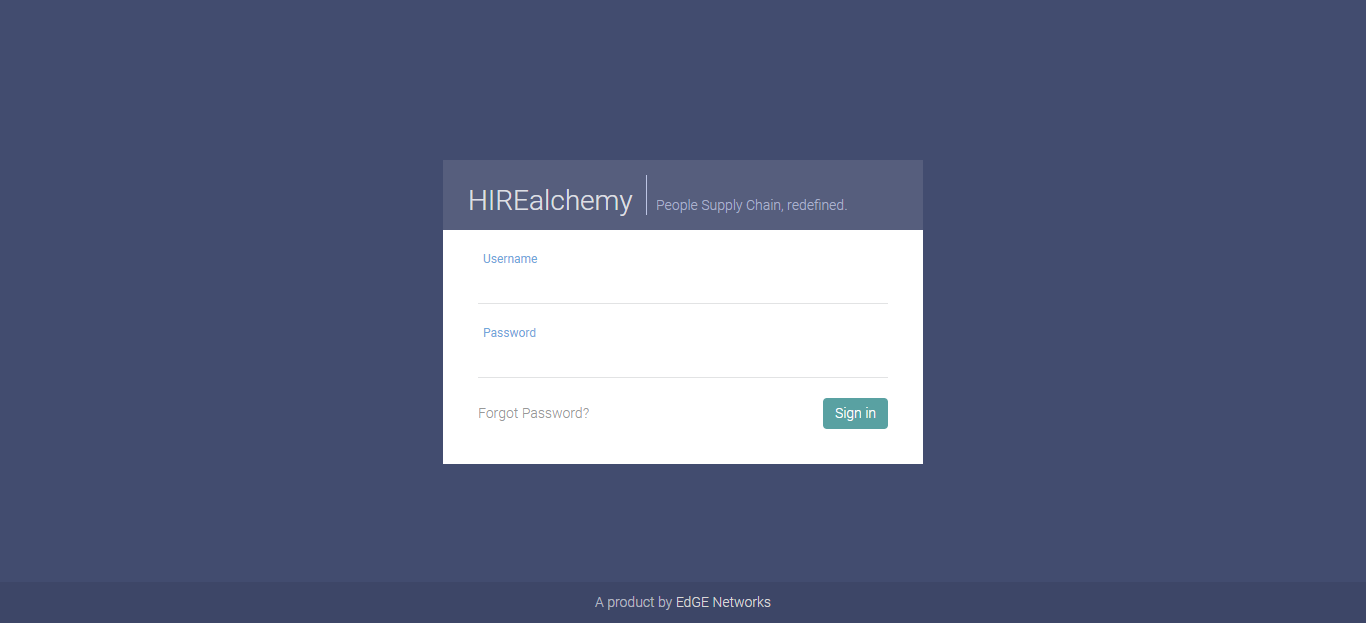 HIREalchemy People Supply Chain, redefined.
Username
Password
Forgot Password? Sign in
A product by EdGE Networks